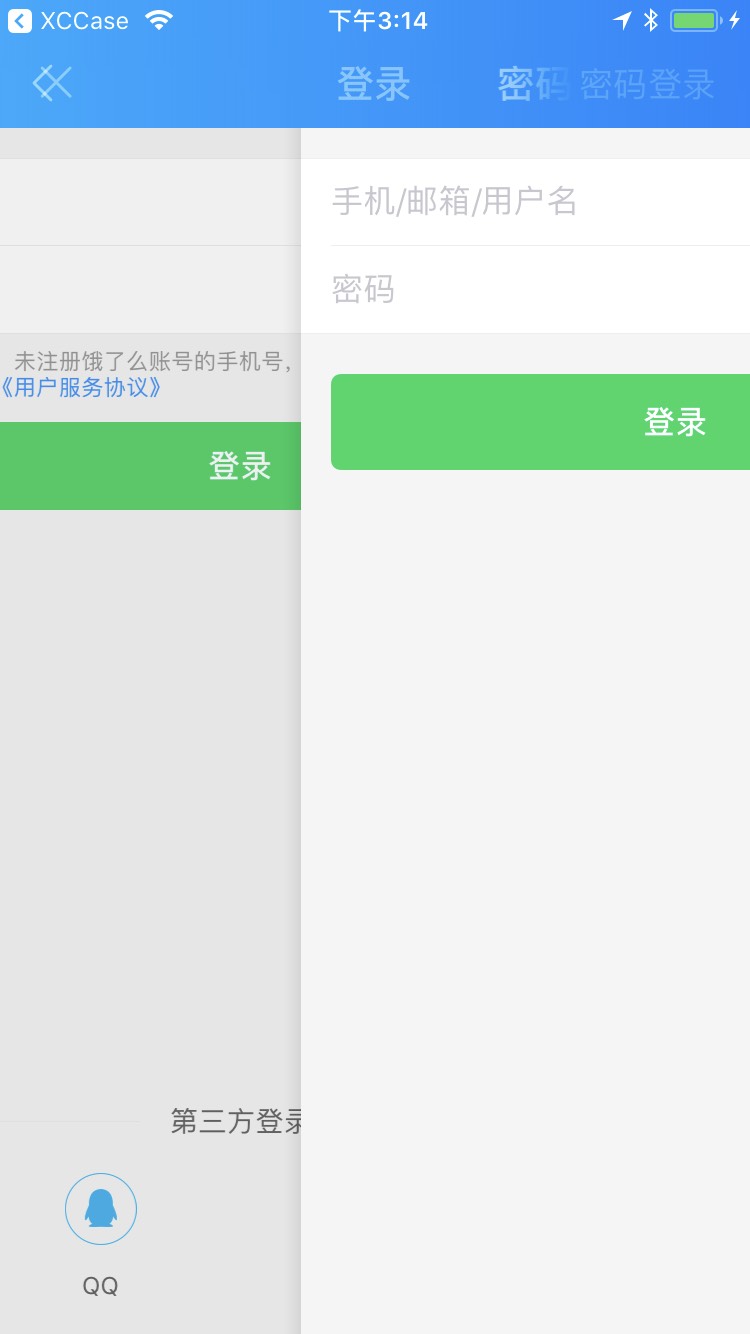 XCCase
下午3:14
登录
密码
密码登录
手机/邮箱/用户名
密码
未注册饿了么账号的手机号，
《用户服务协议》
登录
登录
第三方登录
QQ